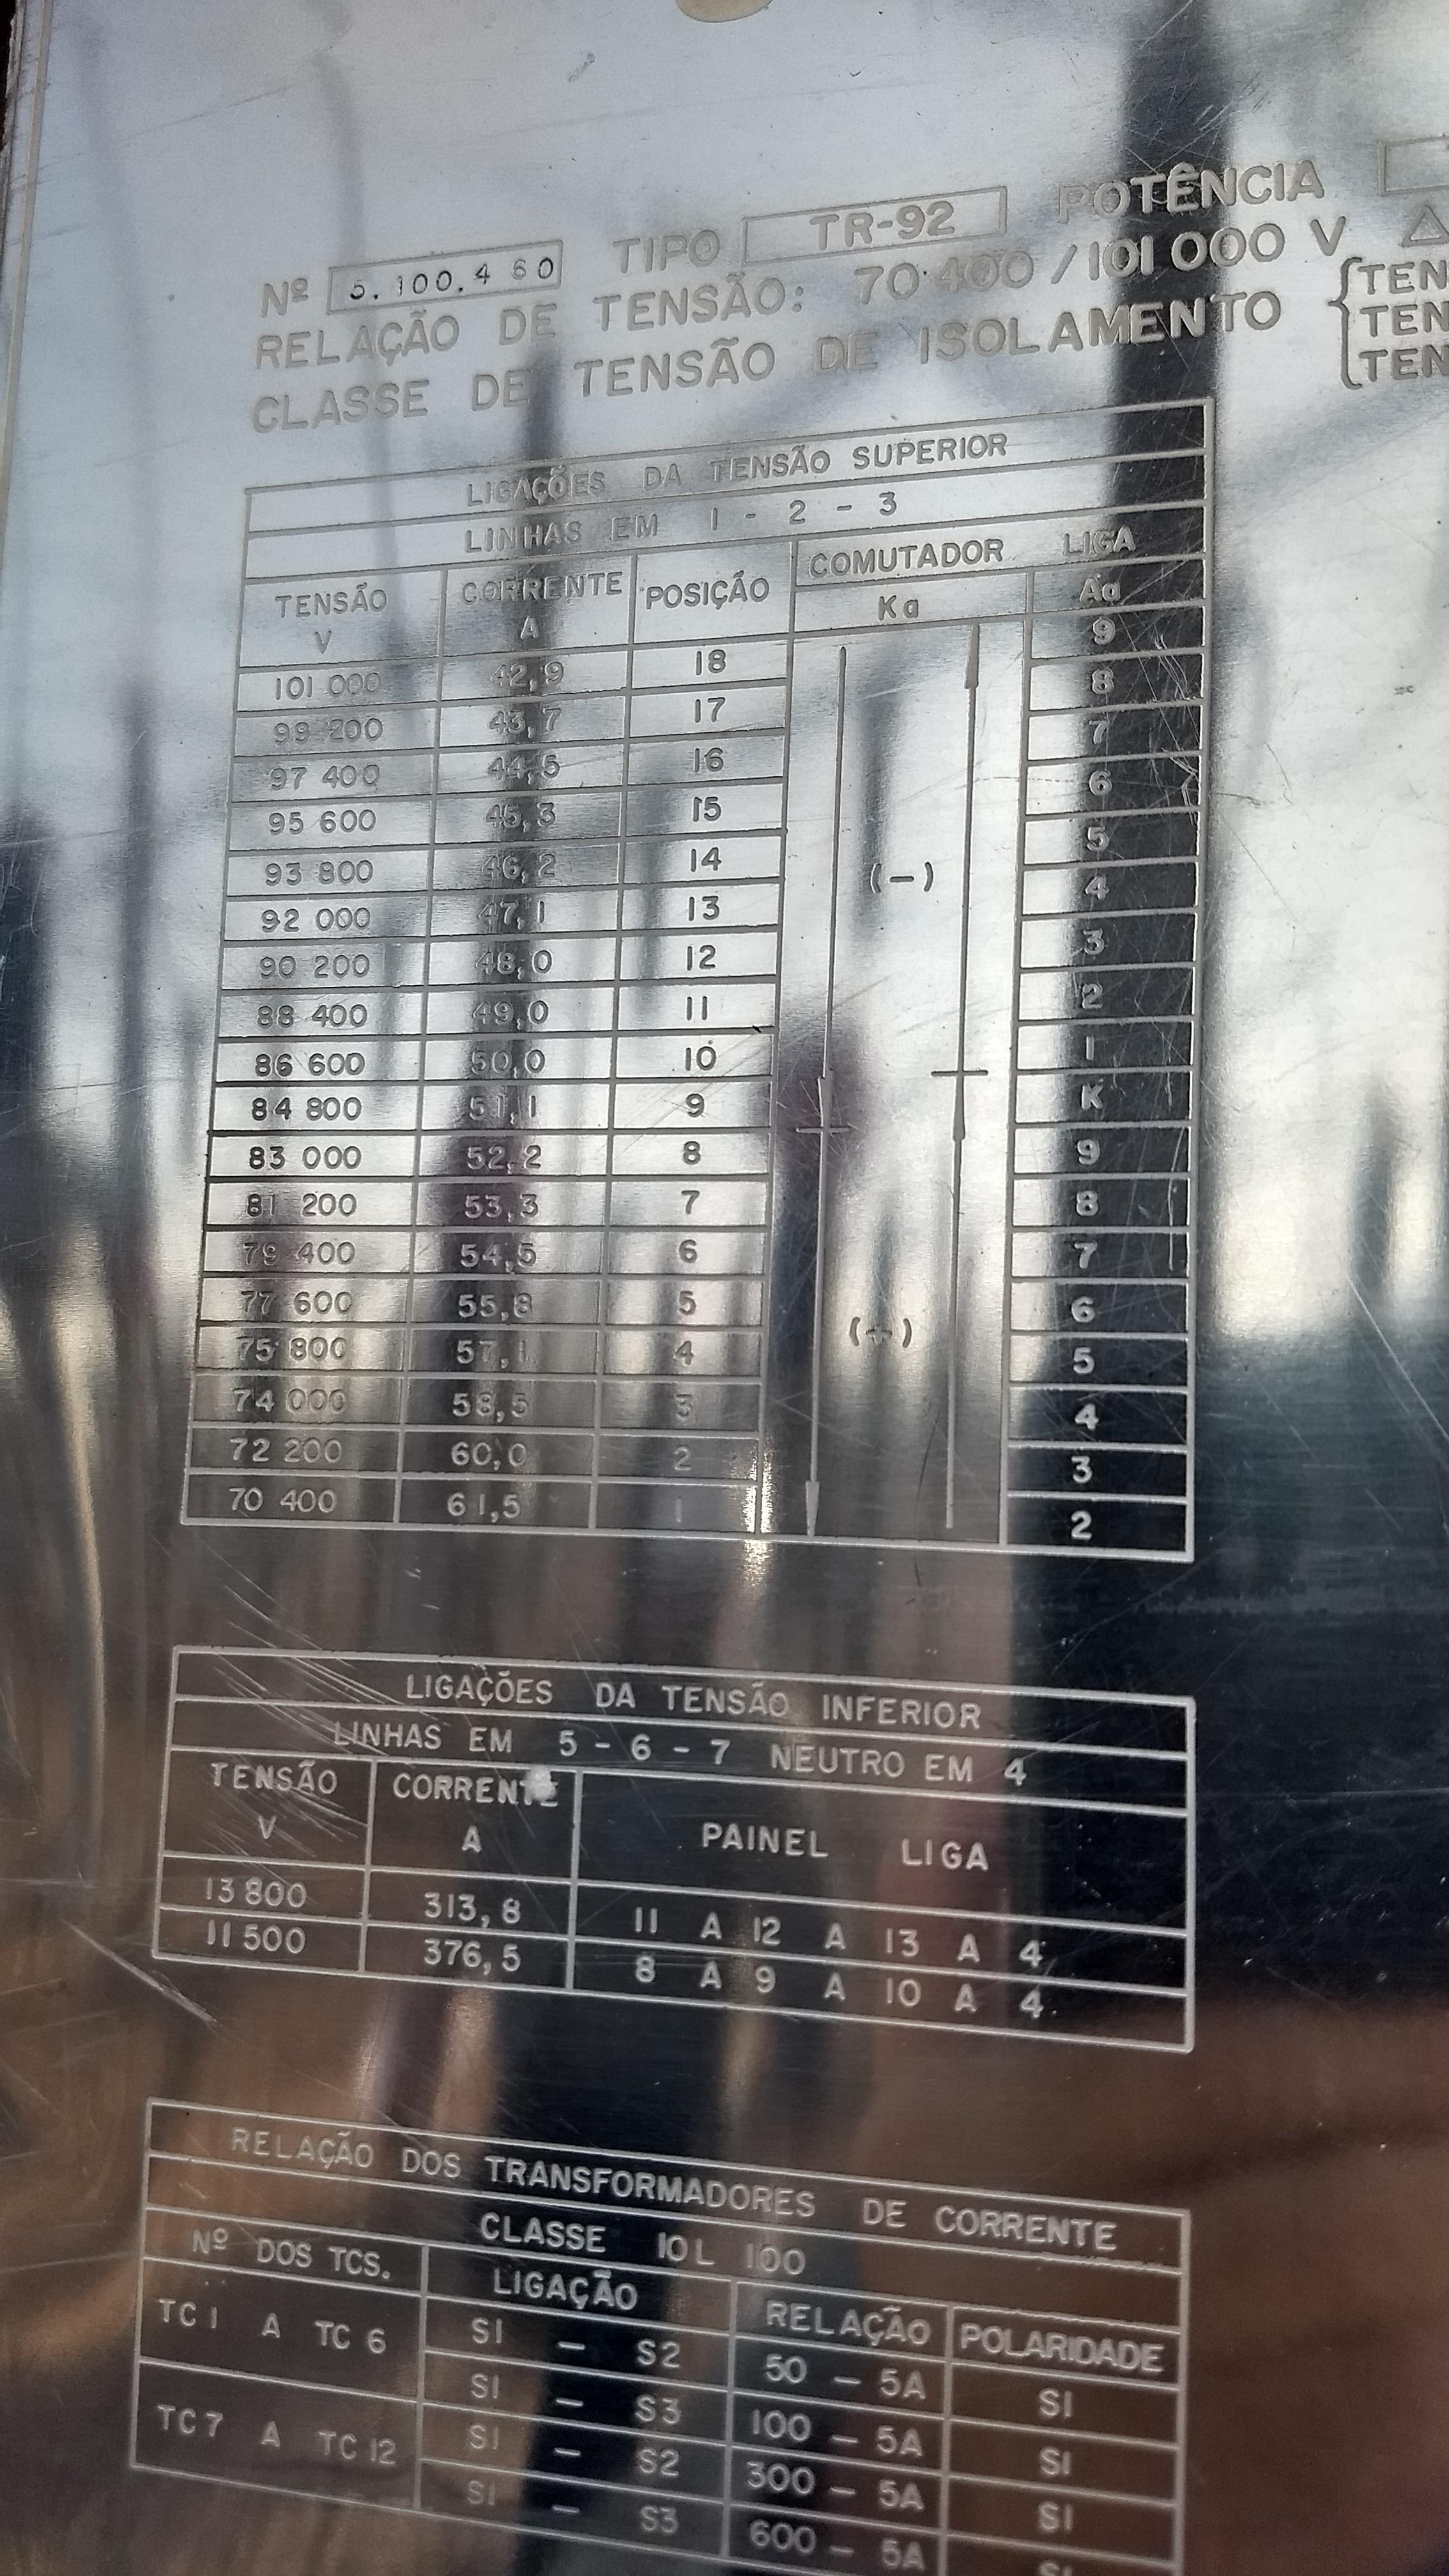 Nº 5.100.460 TIPO TR-92 POTÊNCIA
RELAÇÃO DE TENSÃO: 70 400 / 101 000 V △
CLASSE DE TENSÃO DE ISOLAMENTO { TEN
TEN
TEN
LIGAÇÕES DA TENSÃO SUPERIOR
LINHAS EM 1 - 2 - 3
TENSÃO V CORRENTE A POSIÇÃO COMUTADOR LIGA
Ka Aa
101 000 42,9 18 9
99 200 43,7 17 8
97 400 44,5 16 7
95 600 45,3 15 6
93 800 46,2 14 5
92 000 47,1 13 (-) 4
90 200 48,0 12 3
88 400 49,0 11 2
86 600 50,0 10 1
84 800 51,1 9 K
83 000 52,2 8 9
81 200 53,3 7 8
79 400 54,5 6 7
77 600 55,8 5 6
75 800 57,1 4 (+) 5
74 000 58,5 3 4
72 200 60,0 2 3
70 400 61,5 1 2
LIGAÇÕES DA TENSÃO INFERIOR
LINHAS EM 5 - 6 - 7 NEUTRO EM 4
TENSÃO V CORRENTE A PAINEL LIGA
13 800 313,8 11 A 12 A 13 A 4
11 500 376,5 8 A 9 A 10 A 4
RELAÇÃO DOS TRANSFORMADORES DE CORRENTE
CLASSE 10 L 100
Nº DOS TCS. LIGAÇÃO RELAÇÃO POLARIDADE
TC 1 A TC 6 S1 - S2 50 - 5A S1
S1 - S3 100 - 5A S1
TC 7 A TC 12 S1 - S2 300 - 5A S1
S1 - S3 600 - 5A S1